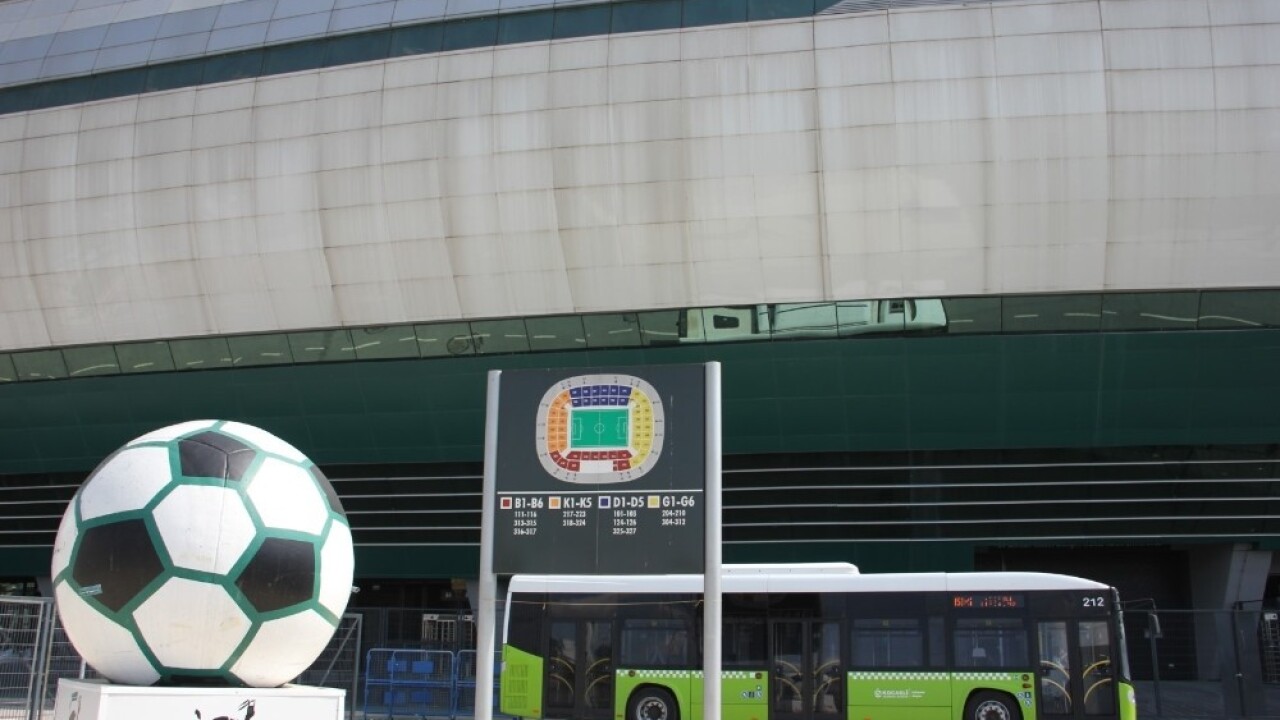 B1-B6 K1-K5 D1-D5 G1-G6
111-116 217-223 101-105 204-210
313-315 318-324 124-126 304-312
316-317 325-327
212
KOCAELİ